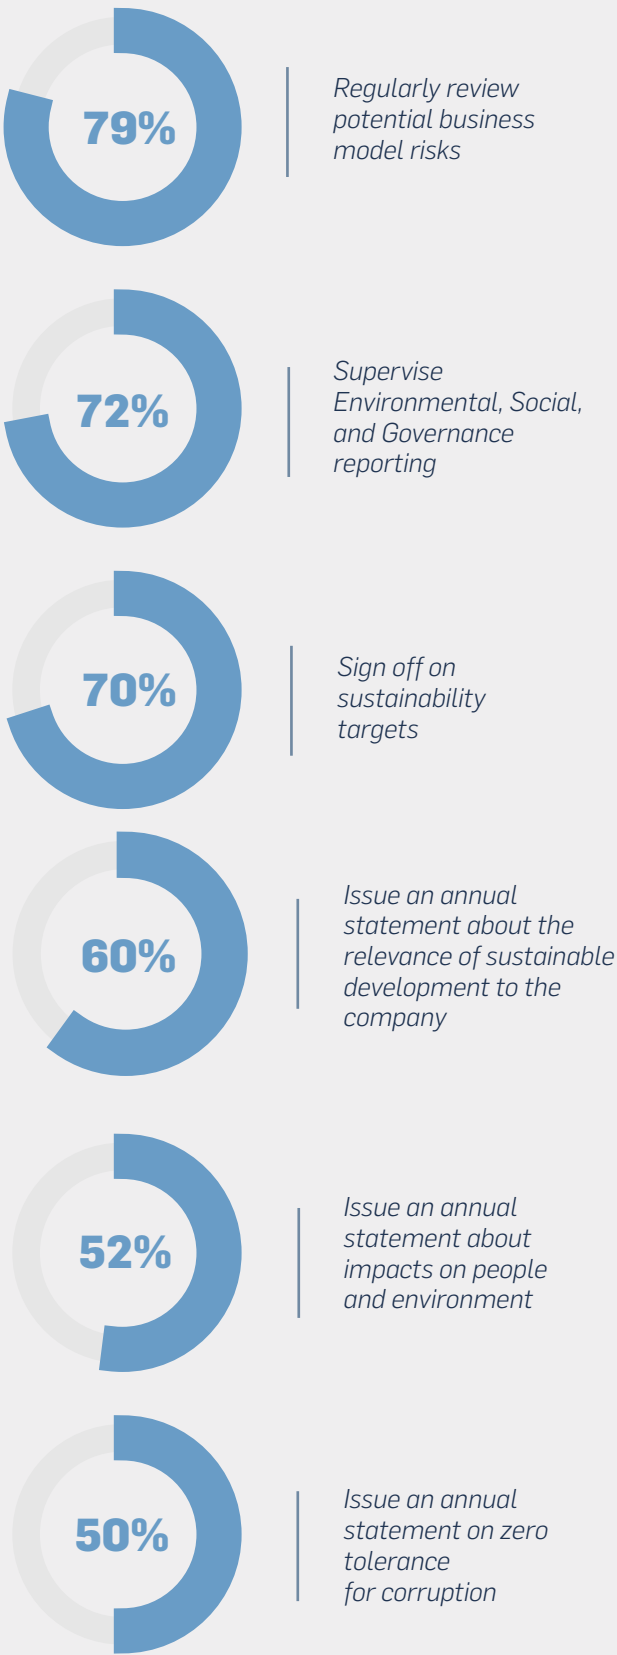 79%
Regularly review
potential business
model risks
72%
Supervise
Environmental, Social,
and Governance
reporting
70%
Sign off on
sustainability
targets
60%
Issue an annual
statement about the
relevance of sustainable
development to the
company
52%
Issue an annual
statement about
impacts on people
and environment
50%
Issue an annual
statement on zero
tolerance
for corruption